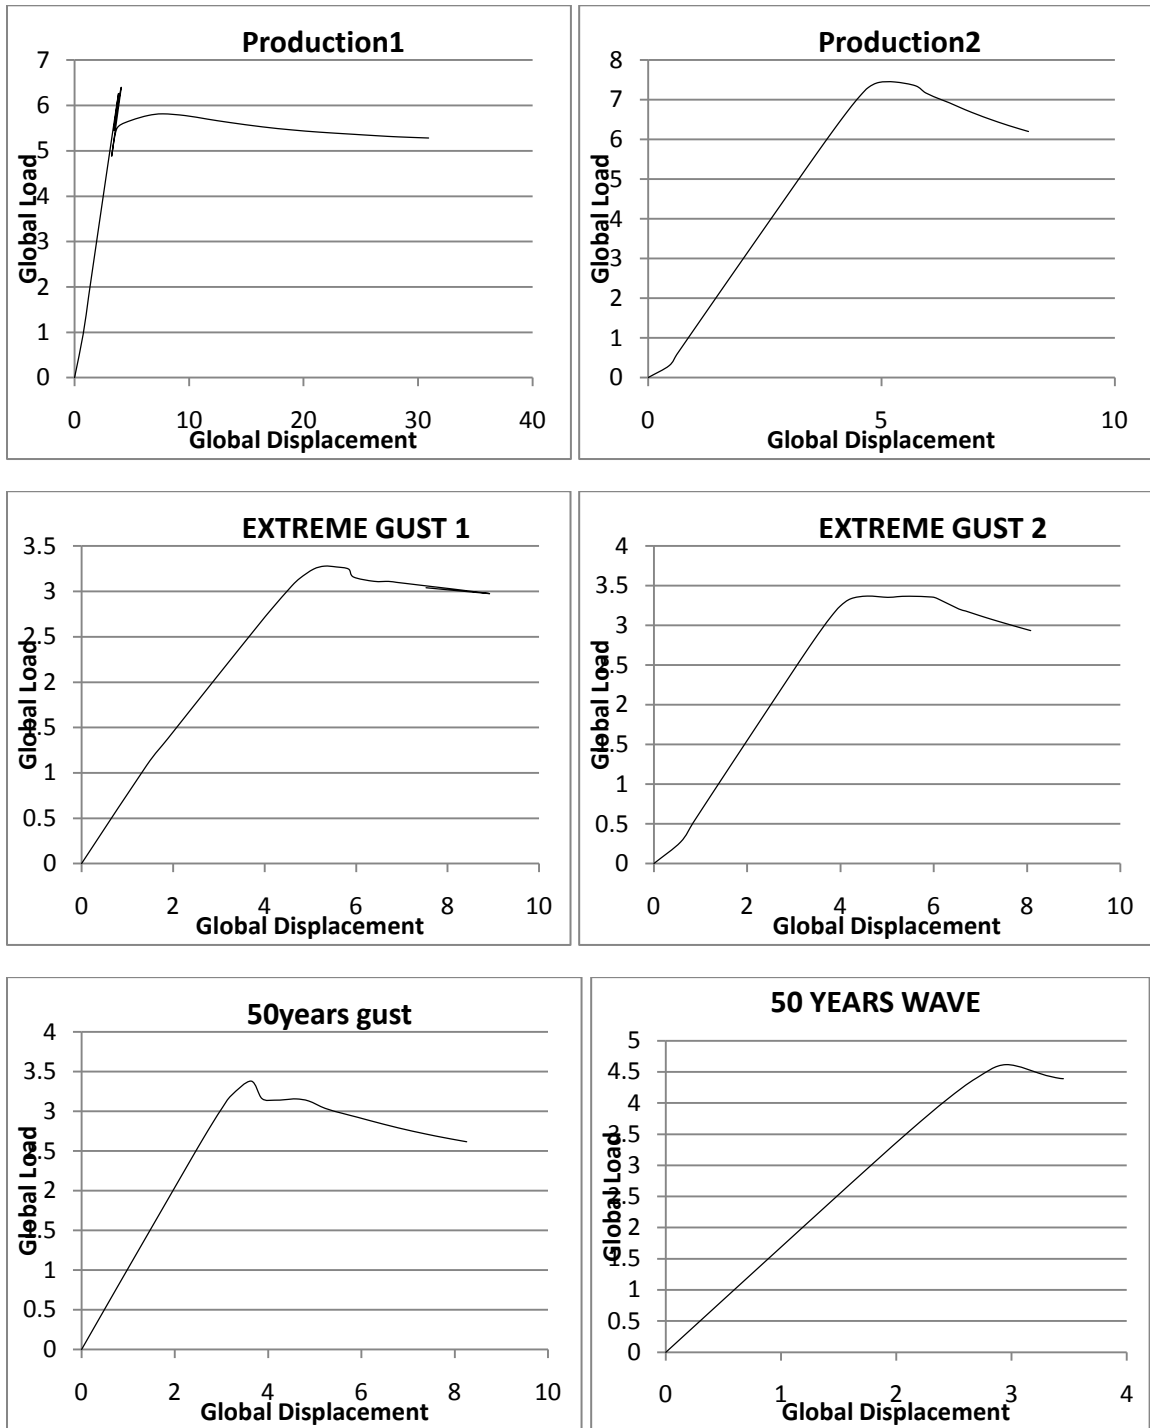 Production1
7
6
5
4
3
2
1
0
Global Load
0 10 20 30 40
Global Displacement
Production2
8
7
6
5
4
3
2
1
0
Global Load
0 5 10
Global Displacement
EXTREME GUST 1
3.5
3
2.5
2
1.5
1
0.5
0
Global Load
0 2 4 6 8 10
Global Displacement
EXTREME GUST 2
4
3.5
3
2.5
2
1.5
1
0.5
0
Global Load
0 2 4 6 8 10
Global Displacement
50years gust
4
3.5
3
2.5
2
1.5
1
0.5
0
Global Load
0 2 4 6 8 10
Global Displacement
50 YEARS WAVE
5
4.5
4
3.5
3
2.5
2
1.5
1
0.5
0
Global Load
0 1 2 3 4
Global Displacement